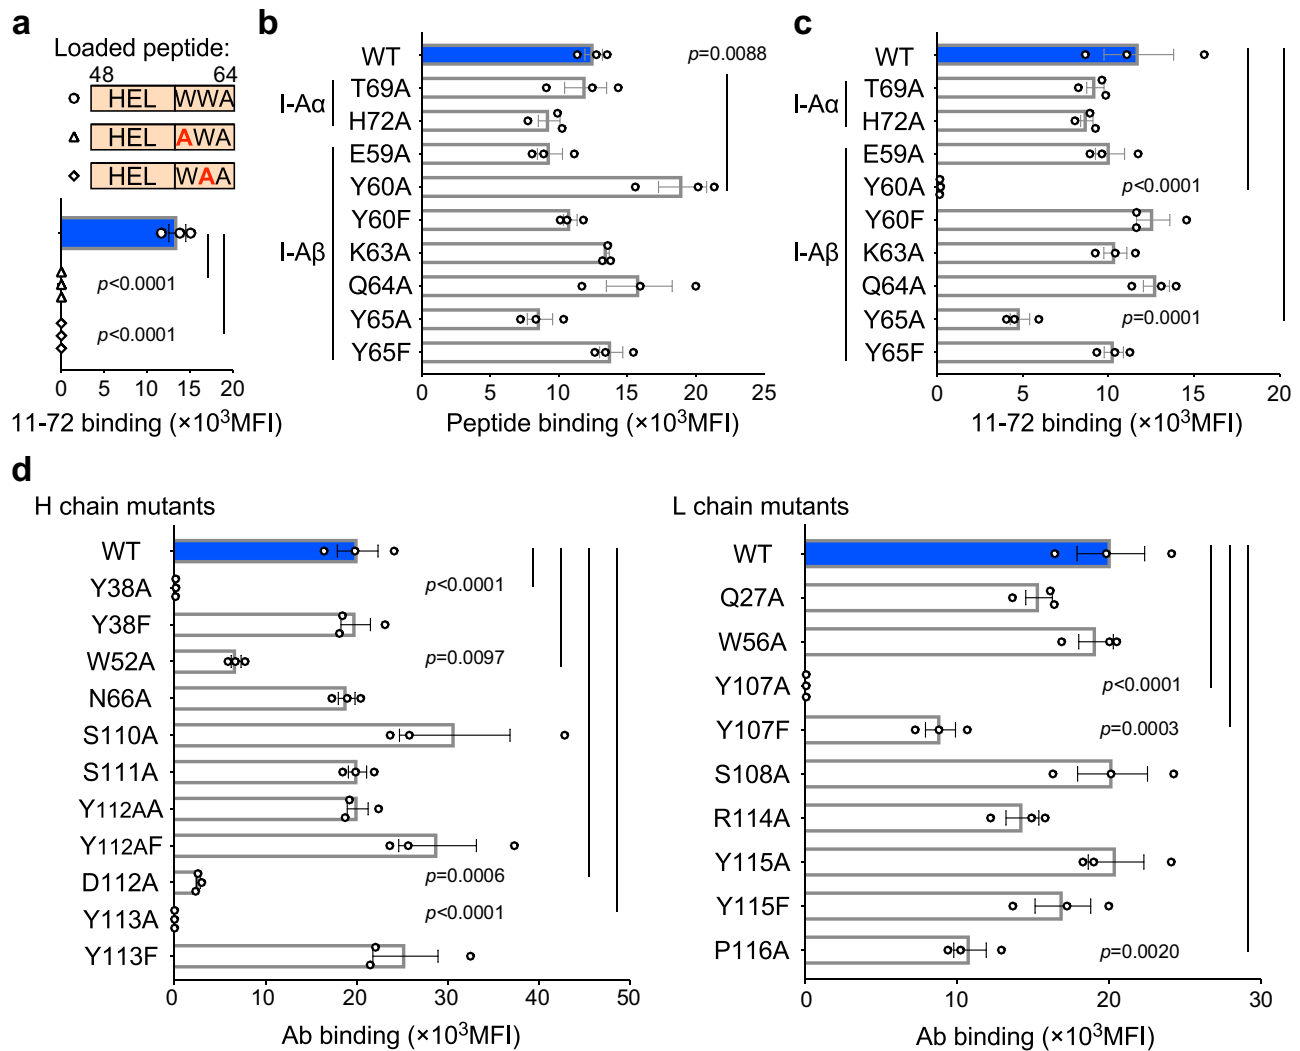 a
Loaded peptide:
48 64
HEL WWA
HEL AWA
HEL WAA
p<0.0001
p<0.0001
0 5 10 15 20
11-72 binding (×10³MFI)
b
WT
p=0.0088
I-Aα
T69A
H72A
I-Aβ
E59A
Y60A
Y60F
K63A
Q64A
Y65A
Y65F
0 5 10 15 20 25
Peptide binding (×10³MFI)
c
WT
I-Aα
T69A
H72A
I-Aβ
E59A
Y60A p<0.0001
Y60F
K63A
Q64A
Y65A p=0.0001
Y65F
0 5 10 15 20
11-72 binding (×10³MFI)
d
H chain mutants
WT
Y38A p<0.0001
Y38F
W52A p=0.0097
N66A
S110A
S111A
Y112AA
Y112AF
D112A p=0.0006
Y113A p<0.0001
Y113F
0 10 20 30 40 50
Ab binding (×10³MFI)
L chain mutants
WT
Q27A
W56A
Y107A p<0.0001
Y107F p=0.0003
S108A
R114A
Y115A
Y115F
P116A p=0.0020
0 10 20 30
Ab binding (×10³MFI)